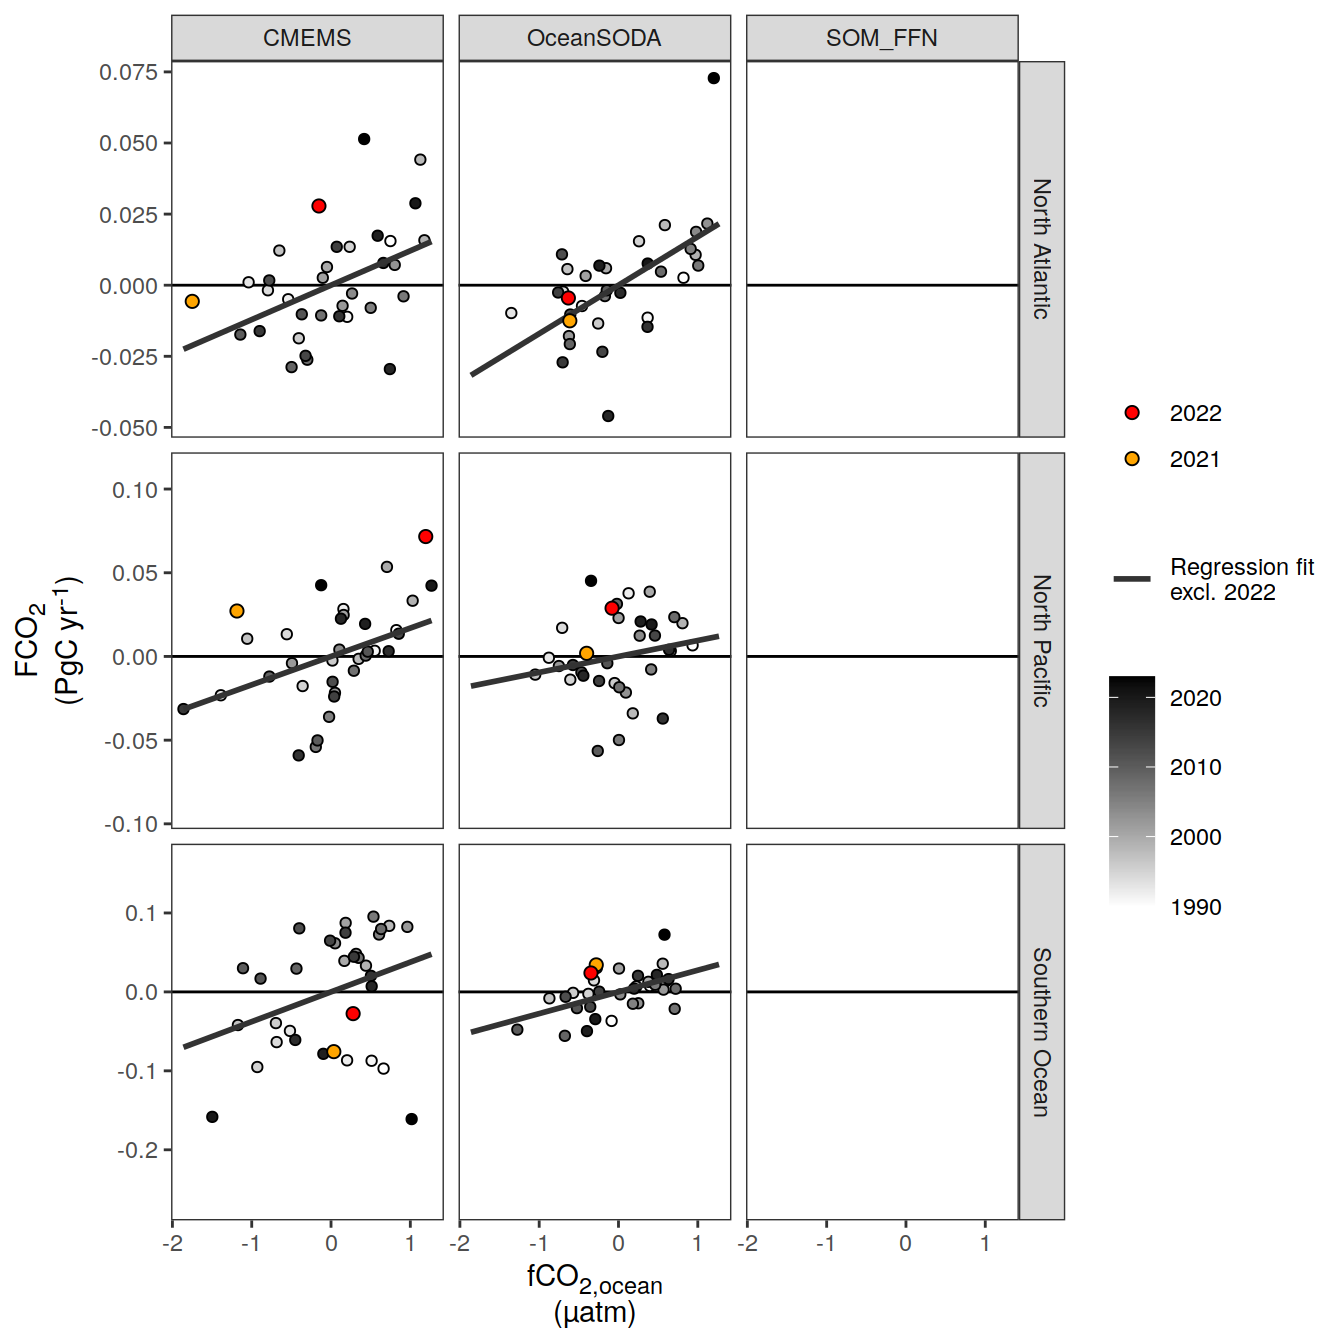 CMEMS OceanSODA SOM_FFN
0.075
0.050
0.025
0.000
-0.025
-0.050
North Atlantic
0.10
0.05
0.00
-0.05
-0.10
North Pacific
0.1
0.0
-0.1
-0.2
Southern Ocean
-2 -1 0 1 -2 -1 0 1 -2 -1 0 1
fCO2,ocean
(µatm)
FCO2
(PgC yr-1)
2022
2021
Regression fit
excl. 2022
2020
2010
2000
1990